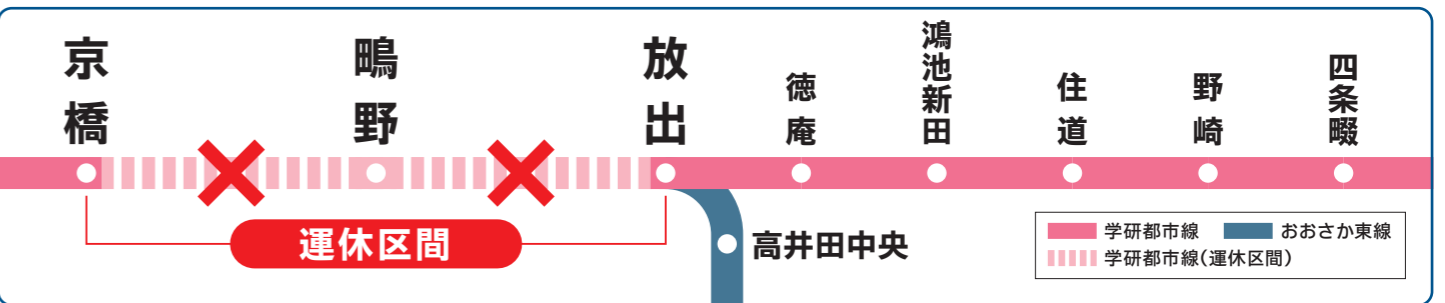 京橋
鴫野
放出
徳庵
鴻池新田
住道
野崎
四条畷
運休区間
高井田中央
学研都市線
おおさか東線
学研都市線(運休区間)